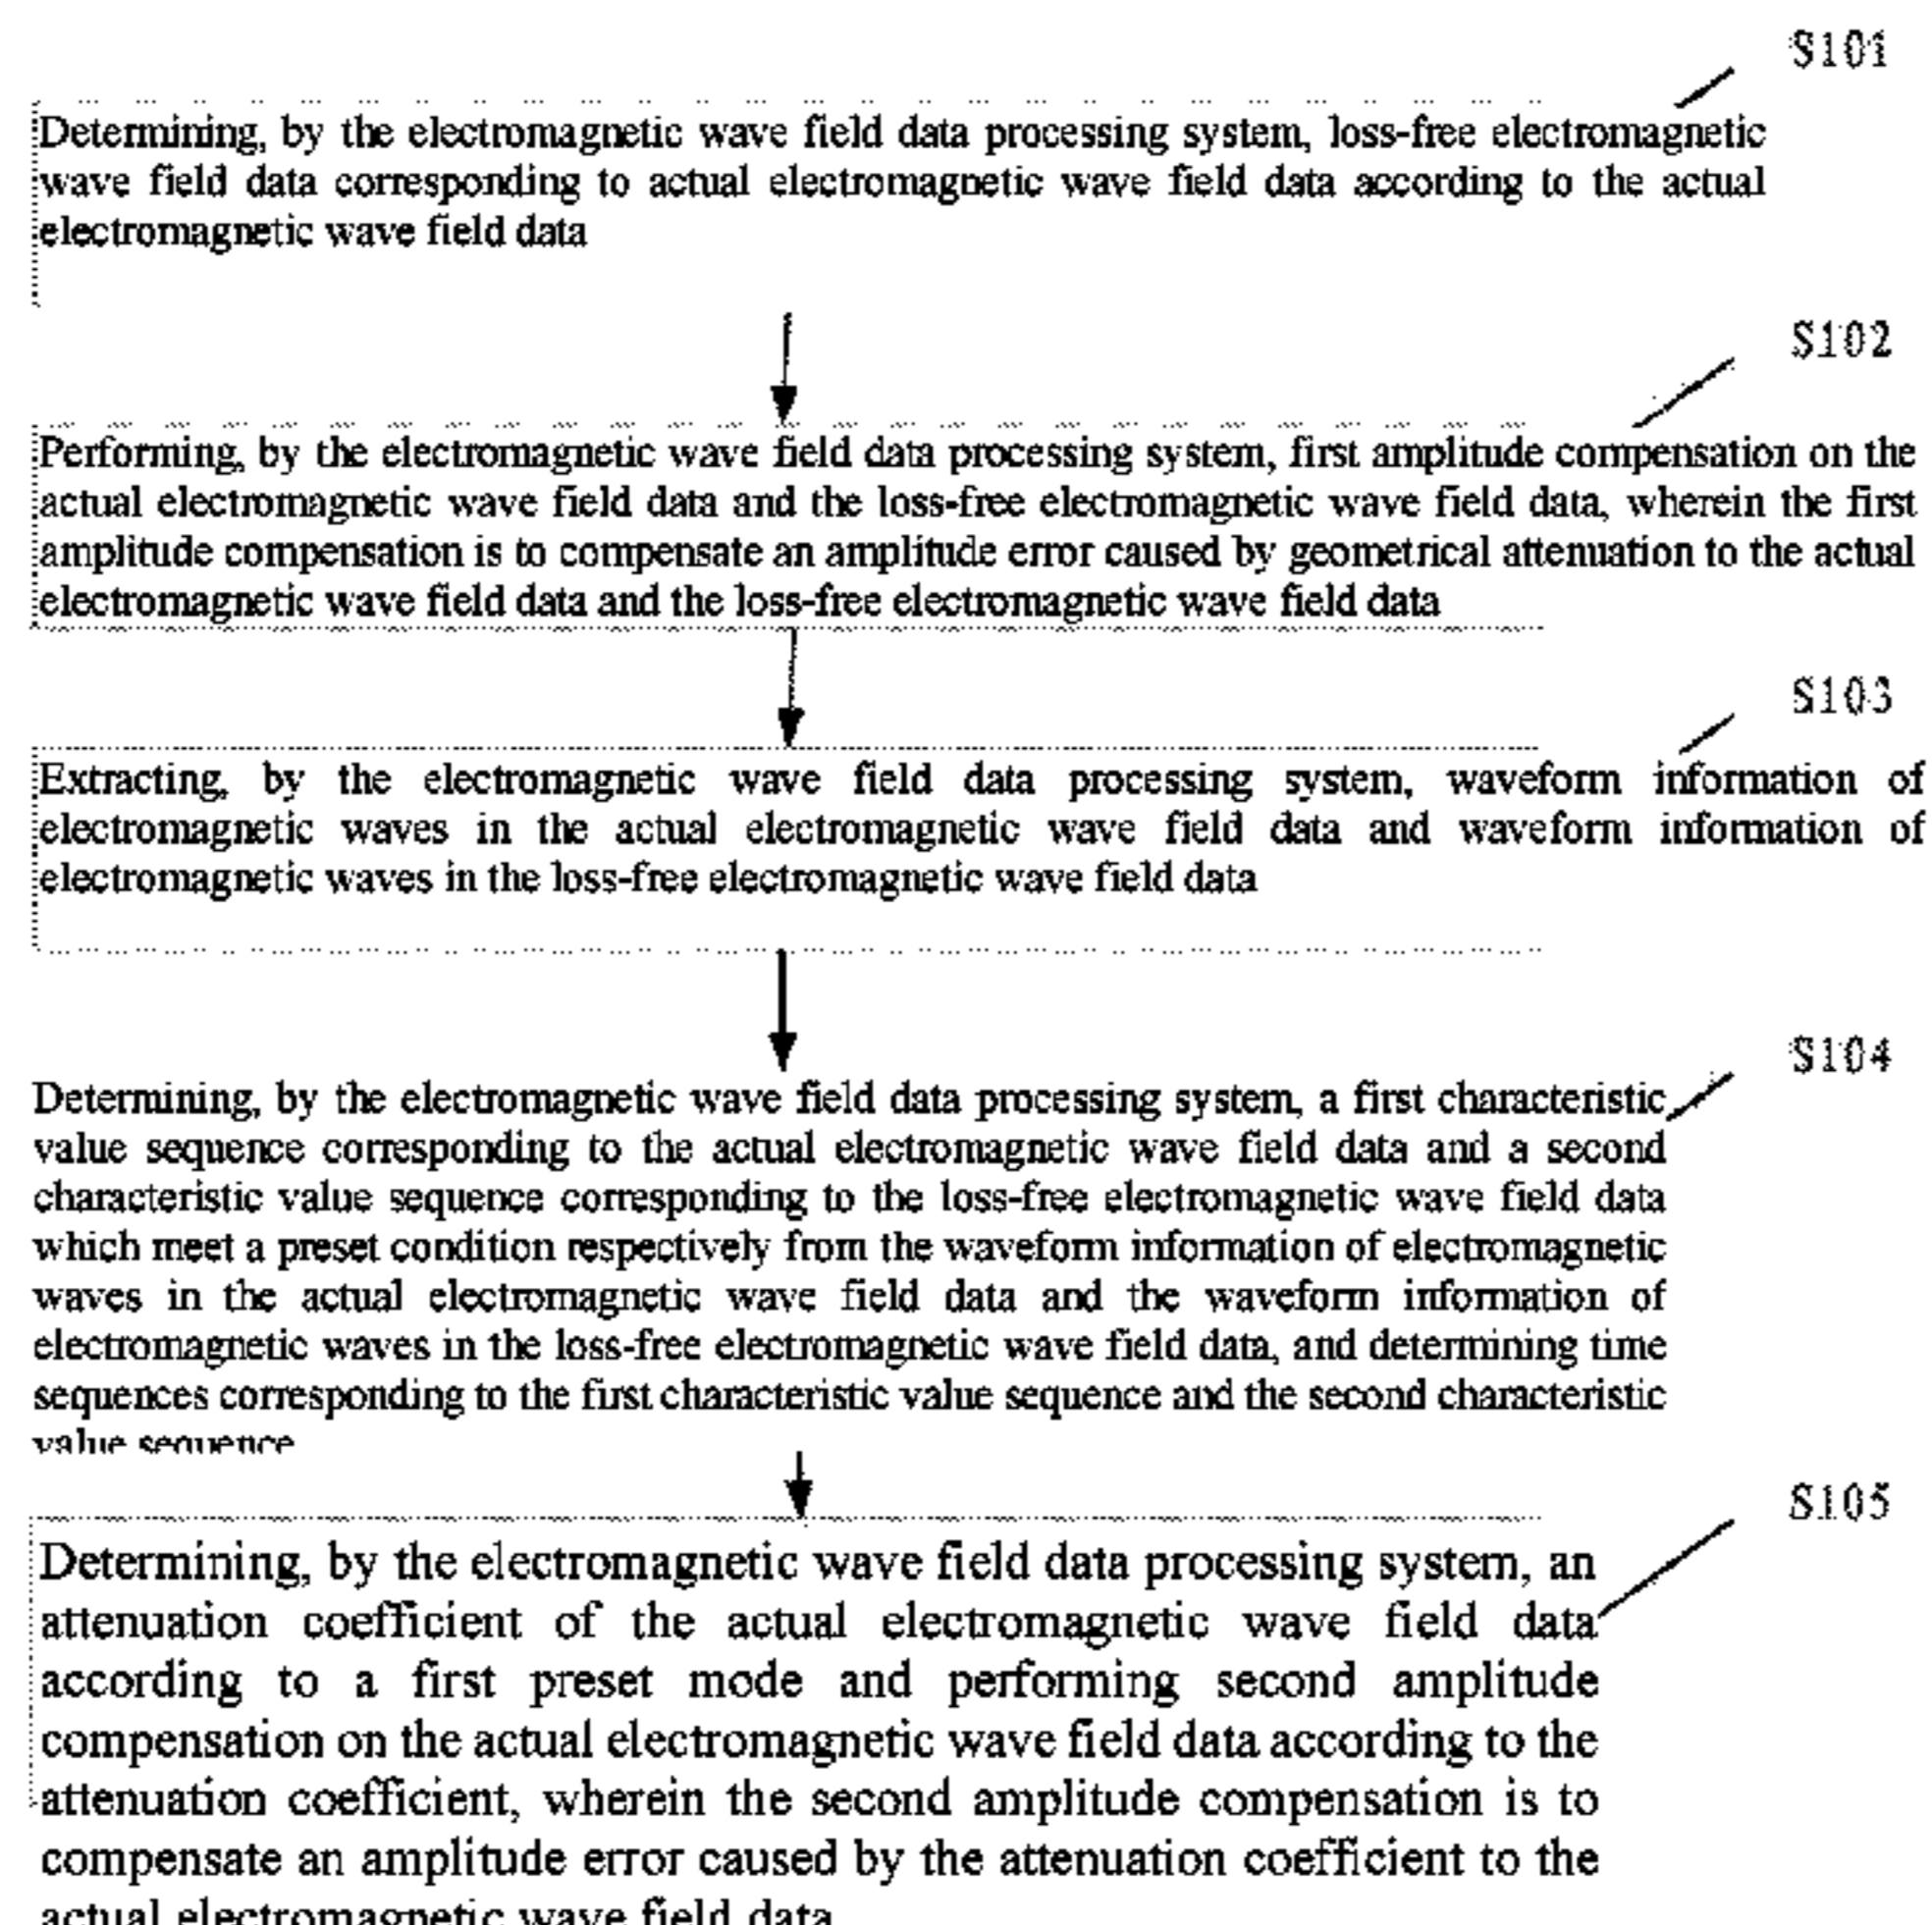 S101
Determining, by the electromagnetic wave field data processing system, loss-free electromagnetic
wave field data corresponding to actual electromagnetic wave field data according to the actual
electromagnetic wave field data
S102
Performing, by the electromagnetic wave field data processing system, first amplitude compensation on the
actual electromagnetic wave field data and the loss-free electromagnetic wave field data, wherein the first
amplitude compensation is to compensate an amplitude error caused by geometrical attenuation to the actual
electromagnetic wave field data and the loss-free electromagnetic wave field data
S103
Extracting, by the electromagnetic wave field data processing system, waveform information of
electromagnetic waves in the actual electromagnetic wave field data and waveform information of
electromagnetic waves in the loss-free electromagnetic wave field data
S104
Determining, by the electromagnetic wave field data processing system, a first characteristic
value sequence corresponding to the actual electromagnetic wave field data and a second
characteristic value sequence corresponding to the loss-free electromagnetic wave field data
which meet a preset condition respectively from the waveform information of electromagnetic
waves in the actual electromagnetic wave field data and the waveform information of
electromagnetic waves in the loss-free electromagnetic wave field data, and determining time
sequences corresponding to the first characteristic value sequence and the second characteristic
value sequence
S105
Determining, by the electromagnetic wave field data processing system, an
attenuation coefficient of the actual electromagnetic wave field data
according to a first preset mode and performing second amplitude
compensation on the actual electromagnetic wave field data according to the
attenuation coefficient, wherein the second amplitude compensation is to
compensate an amplitude error caused by the attenuation coefficient to the
actual electromagnetic wave field data